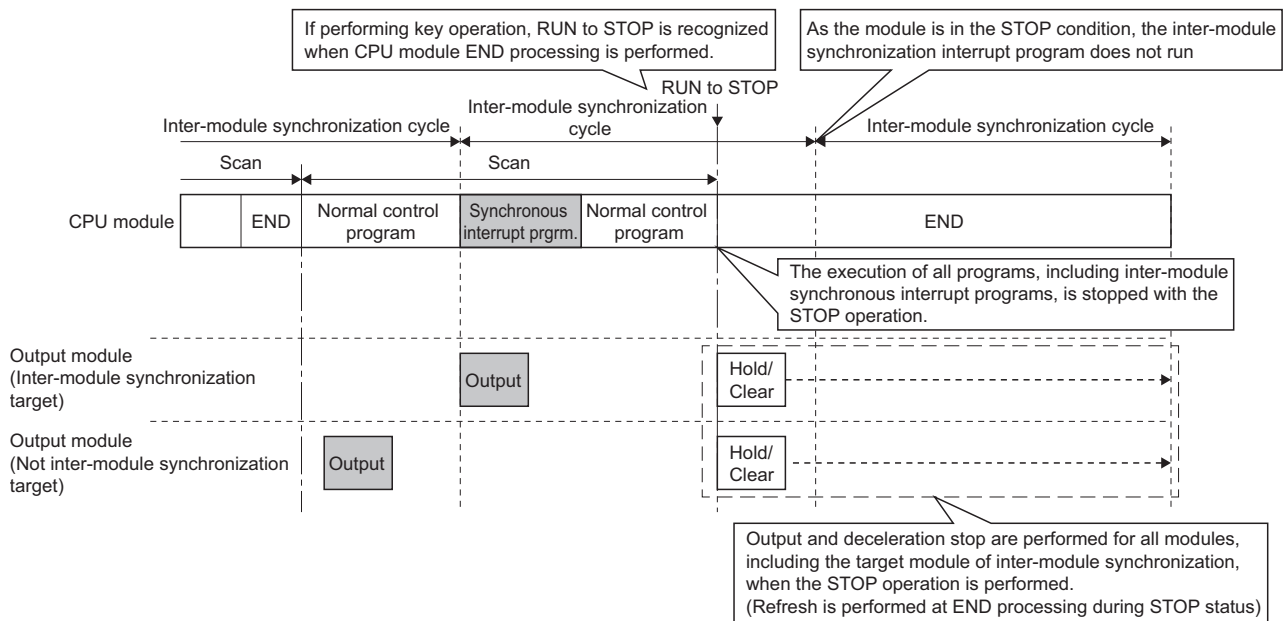 If performing key operation, RUN to STOP is recognized
when CPU module END processing is performed.
As the module is in the STOP condition, the inter-module
synchronization interrupt program does not run
RUN to STOP
Inter-module synchronization cycle
Inter-module synchronization
cycle
Inter-module synchronization cycle
Scan
Scan
CPU module
END
Normal control
program
Synchronous
interrupt prgrm.
Normal control
program
END
The execution of all programs, including inter-module
synchronous interrupt programs, is stopped with the
STOP operation.
Output module
(Inter-module synchronization
target)
Output
Hold/
Clear
Output module
(Not inter-module synchronization
target)
Output
Hold/
Clear
Output and deceleration stop are performed for all modules,
including the target module of inter-module synchronization,
when the STOP operation is performed.
(Refresh is performed at END processing during STOP status)